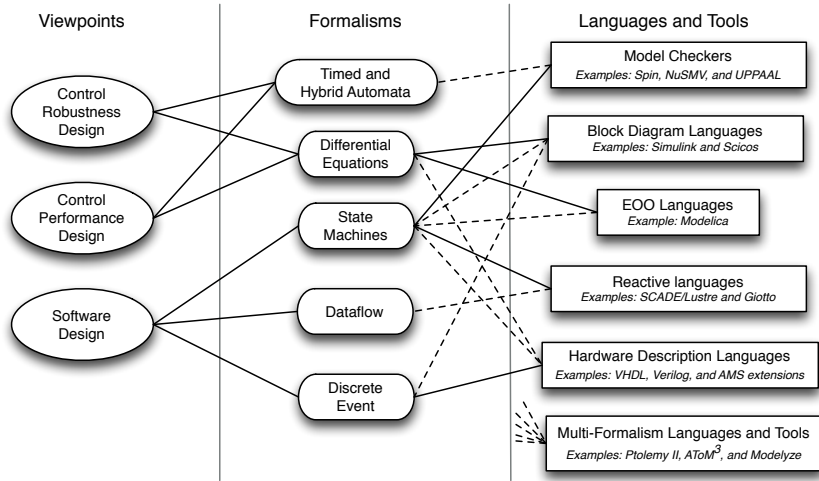 Viewpoints
Formalisms
Languages and Tools
Control
Robustness
Design
Control
Performance
Design
Software
Design
Timed and
Hybrid Automata
Differential
Equations
State
Machines
Dataflow
Discrete
Event
Model Checkers
Examples: Spin, NuSMV, and UPPAAL
Block Diagram Languages
Examples: Simulink and Scicos
EOO Languages
Example: Modelica
Reactive languages
Examples: SCADE/Lustre and Giotto
Hardware Description Languages
Examples: VHDL, Verilog, and AMS extensions
Multi-Formalism Languages and Tools
Examples: Ptolemy II, AToM³, and Modelyze